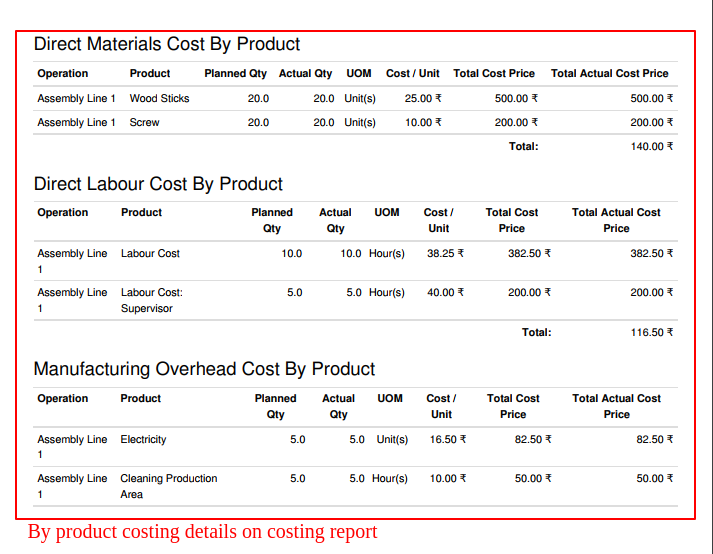 Direct Materials Cost By Product
Operation Product Planned Qty Actual Qty UOM Cost / Unit Total Cost Price Total Actual Cost Price
Assembly Line 1 Wood Sticks 20.0 20.0 Unit(s) 25.00 ₹ 500.00 ₹ 500.00 ₹
Assembly Line 1 Screw 20.0 20.0 Unit(s) 10.00 ₹ 200.00 ₹ 200.00 ₹
Total: 140.00 ₹
Direct Labour Cost By Product
Operation Product Planned Actual UOM Cost / Total Cost Total Actual Cost
Qty Qty Unit Price Price
Assembly Line Labour Cost 10.0 10.0 Hour(s) 38.25 ₹ 382.50 ₹ 382.50 ₹
1
Assembly Line Labour Cost: 5.0 5.0 Hour(s) 40.00 ₹ 200.00 ₹ 200.00 ₹
1 Supervisor
Total: 116.50 ₹
Manufacturing Overhead Cost By Product
Operation Product Planned Actual UOM Cost / Total Cost Total Actual Cost
Qty Qty Unit Price Price
Assembly Line Electricity 5.0 5.0 Unit(s) 16.50 ₹ 82.50 ₹ 82.50 ₹
1
Assembly Line Cleaning Production 5.0 5.0 Hour(s) 10.00 ₹ 50.00 ₹ 50.00 ₹
1 Area
By product costing details on costing report